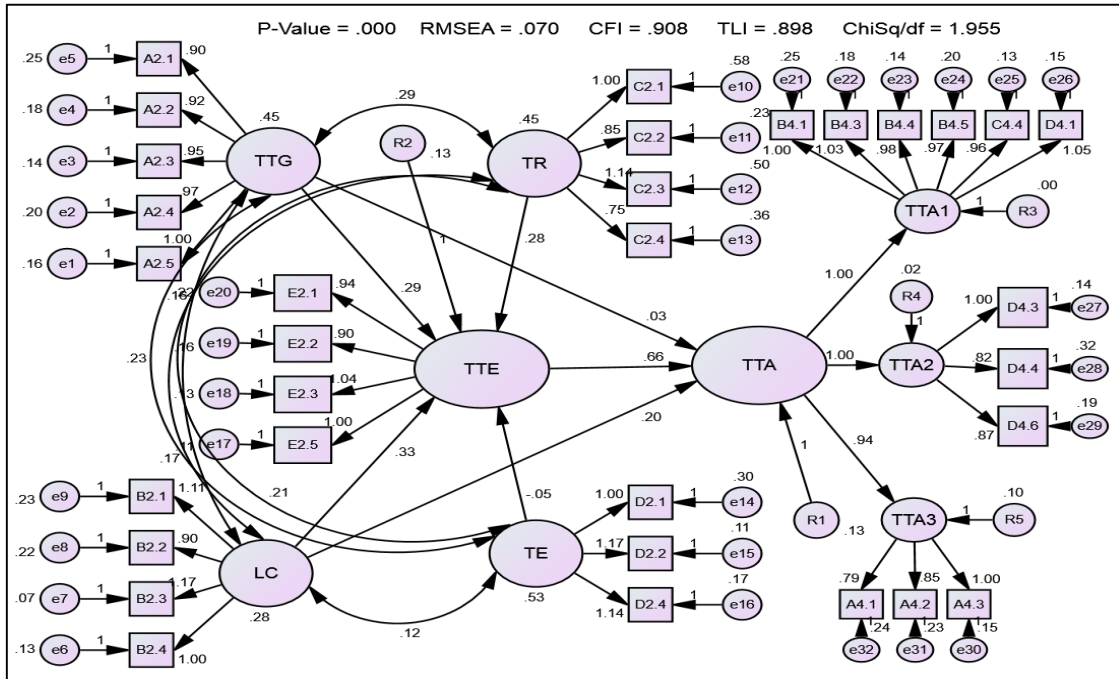 P-Value = .000 RMSEA = .070 CFI = .908 TLI = .898 ChiSq/df = 1.955
.25 e5 1 A2.1 .90
.18 e4 1 A2.2 .92
.14 e3 1 A2.3 .95
.20 e2 1 A2.4 .97
.16 e1 1 A2.5 1.00
.45 TTG
.29
R2 .13
1
.45 TR
1.00 C2.1 1 e10 .58
.85 C2.2 1 e11 .23
1.14 C2.3 1 e12 .50
.75 C2.4 1 e13 .36
.25 .18 .14 .20 .13 .15
e21 e22 e23 e24 e25 e26
B4.1 B4.3 B4.4 B4.5 C4.4 D4.1
1.00 1.03 .98 .97 .96 1.05
TTA1 1 R3 .00
.28
.29
.03
1.00
.02
R4
1
e20 1 E2.1 .94
e19 1 E2.2 .90
e18 1 E2.3 1.04
e17 1 E2.5 1.00
.16
.23
.16
.13
.11
.17
.21
TTE
.66
TTA
1.00
TTA2
1.00 D4.3 1 e27 .14
.82 D4.4 1 e28 .32
.87 D4.6 1 e29 .19
.20
.33
-.05
.94
1
R1 .13
.23 e9 1 B2.1 1.11
.22 e8 1 B2.2 .90
.07 e7 1 B2.3 1.17
.13 e6 1 B2.4 1.00
LC
.28
.12
TE
.53
1.00 D2.1 1 e14 .30
1.17 D2.2 1 e15 .11
1.14 D2.4 1 e16 .17
TTA3 1 R5 .10
.79 .85 1.00
A4.1 A4.2 A4.3
1 .24 1 .23 1 .15
e32 e31 e30